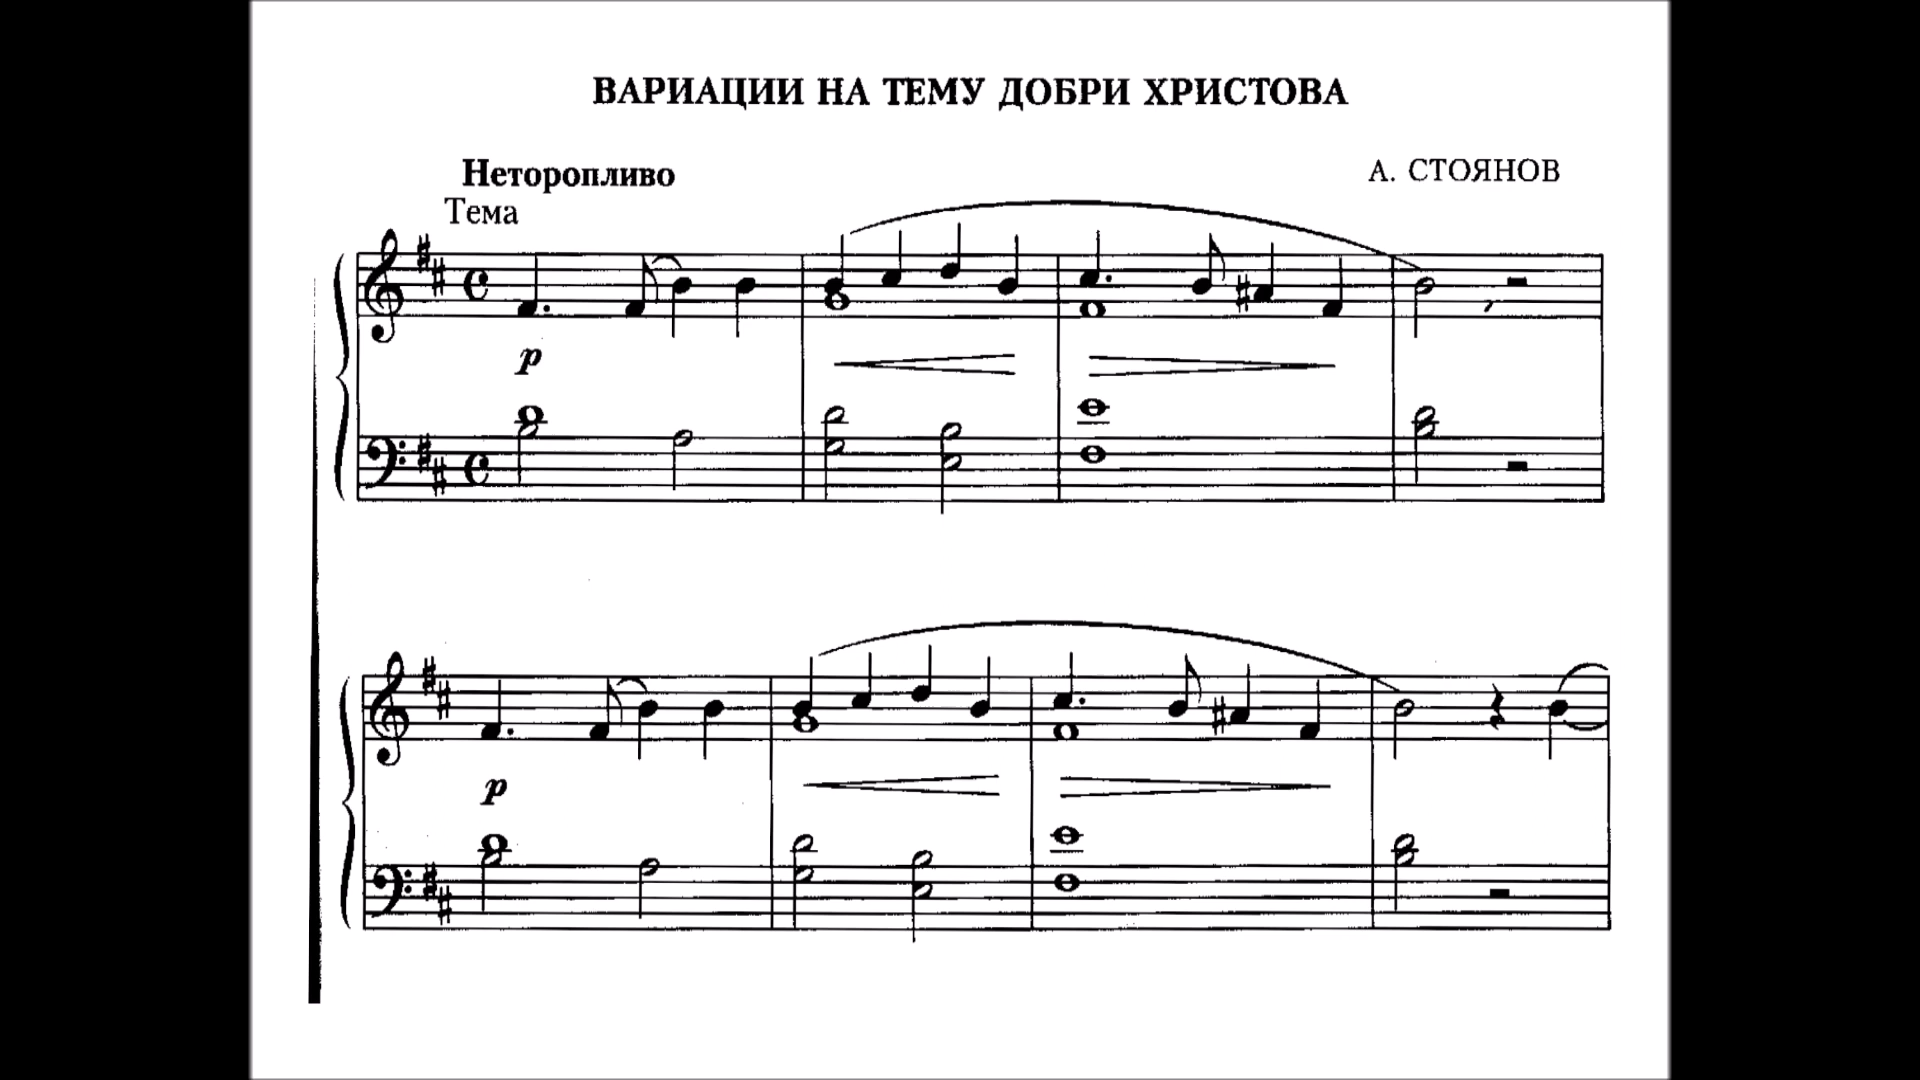 ВАРИАЦИИ НА ТЕМУ ДОБРИ ХРИСТОВА
Неторопливо
А. СТОЯНОВ
Тема
p
p